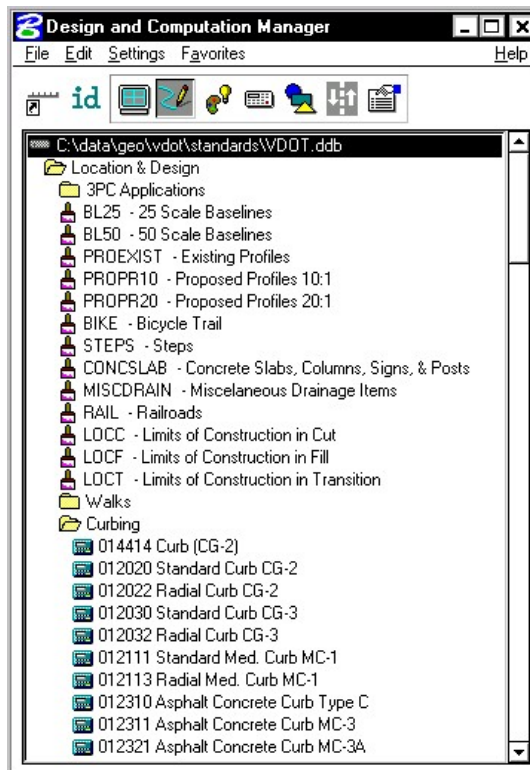 Design and Computation Manager
File Edit Settings Favorites Help
id
C:\data\geo\vdot\standards\VDOT.ddb
Location & Design
3PC Applications
BL25 - 25 Scale Baselines
BL50 - 50 Scale Baselines
PROEXIST - Existing Profiles
PROPR10 - Proposed Profiles 10:1
PROPR20 - Proposed Profiles 20:1
BIKE - Bicycle Trail
STEPS - Steps
CONCSLAB - Concrete Slabs, Columns, Signs, & Posts
MISCDRAIN - Miscelaneous Drainage Items
RAIL - Railroads
LOCC - Limits of Construction in Cut
LOCF - Limits of Construction in Fill
LOCT - Limits of Construction in Transition
Walks
Curbing
014414 Curb (CG-2)
012020 Standard Curb CG-2
012022 Radial Curb CG-2
012030 Standard Curb CG-3
012032 Radial Curb CG-3
012111 Standard Med. Curb MC-1
012113 Radial Med. Curb MC-1
012310 Asphalt Concrete Curb Type C
012311 Asphalt Concrete Curb MC-3
012321 Asphalt Concrete Curb MC-3A